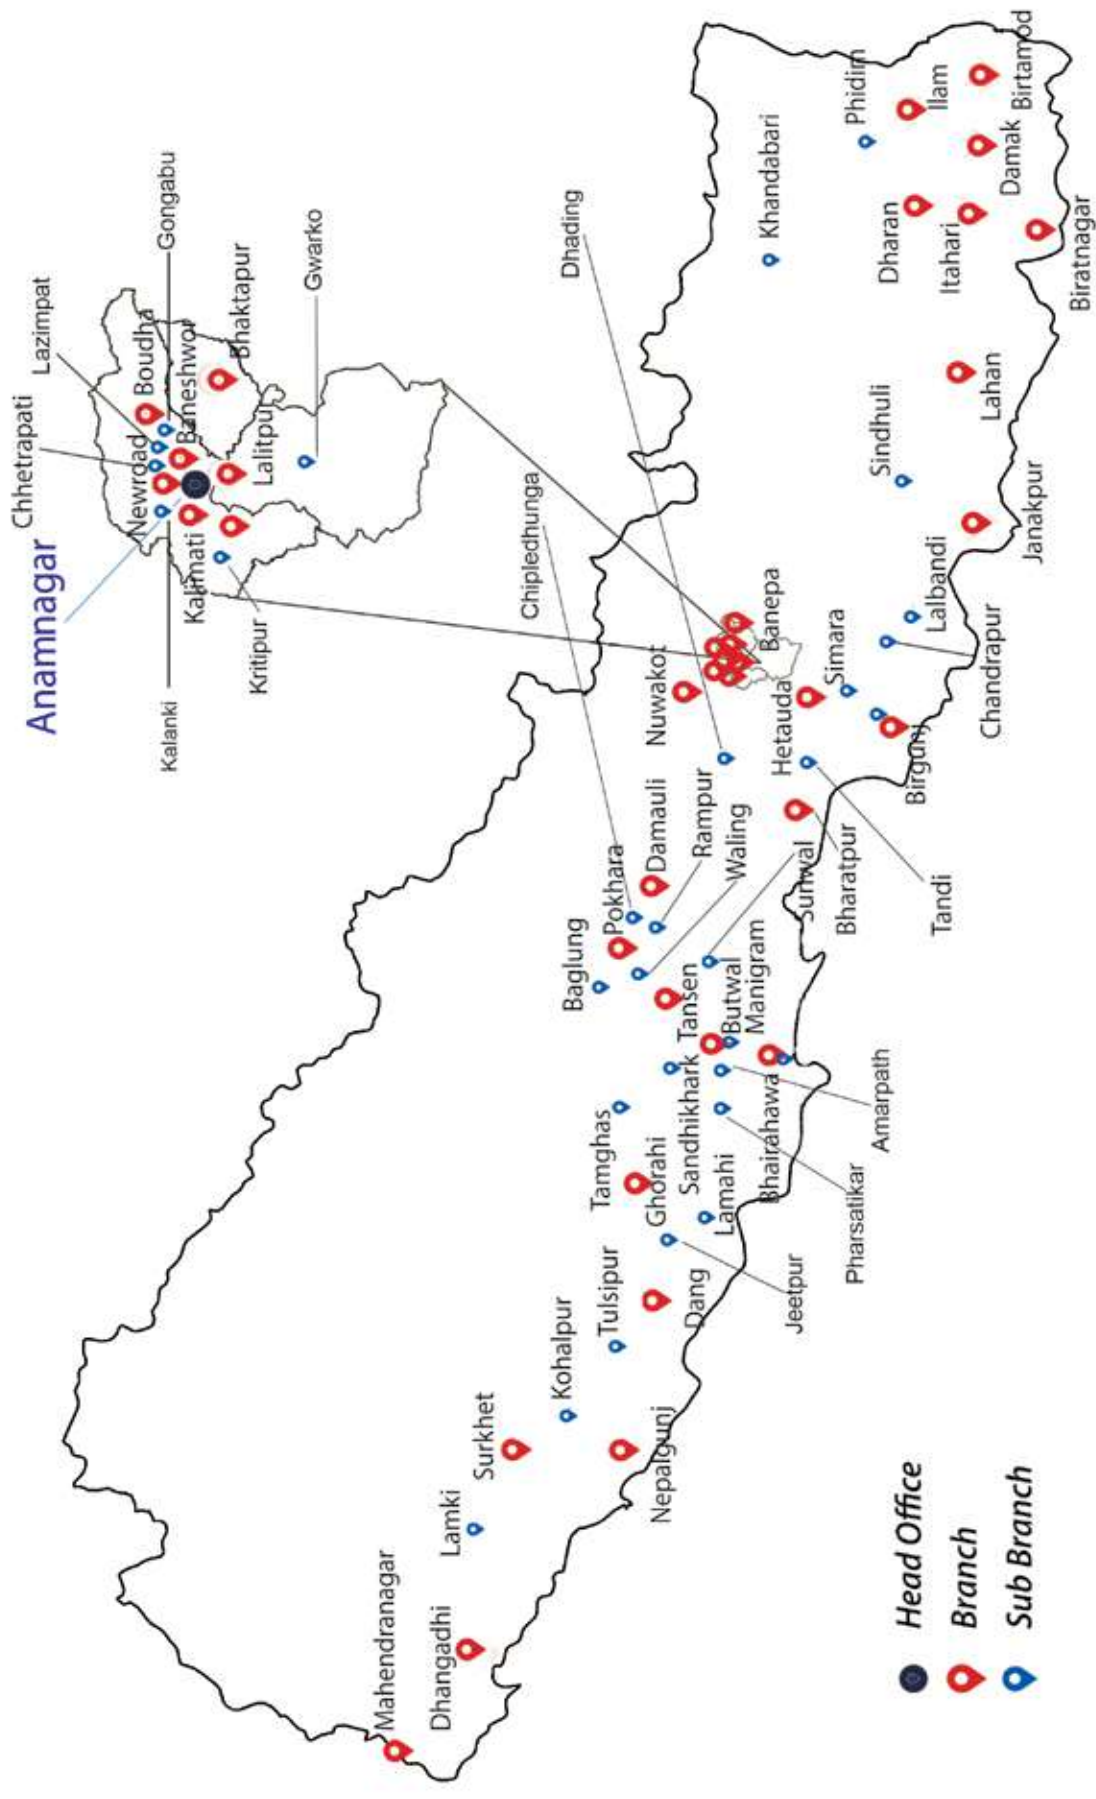 Anamnagar
Chhetrapati
Lazimpat
Gongabu
Kalanki
Newroad
Boudha
Baneshwor
Kalimati
Bhaktapur
Lalitpur
Kritipur
Gwarko
Mahendranagar
Dhangadhi
Lamki
Surkhet
Kohalpur
Nepalgunj
Tulsipur
Dang
Jeetpur
Tamghas
Ghorahi
Lamahi
Sandhikhark
Pharsatikar
Bhairahawa
Amarpath
Baglung
Pokhara
Tansen
Butwal
Manigram
Chipledhunga
Damauli
Rampur
Waling
Sunwal
Bharatpur
Tandi
Dhading
Nuwakot
Banepa
Hetauda
Simara
Birgunj
Chandrapur
Lalbandi
Sindhuli
Janakpur
Lahan
Khandabari
Phidim
Dharan
Itahari
Biratnagar
Ilam
Damak
Birtamod
Head Office
Branch
Sub Branch